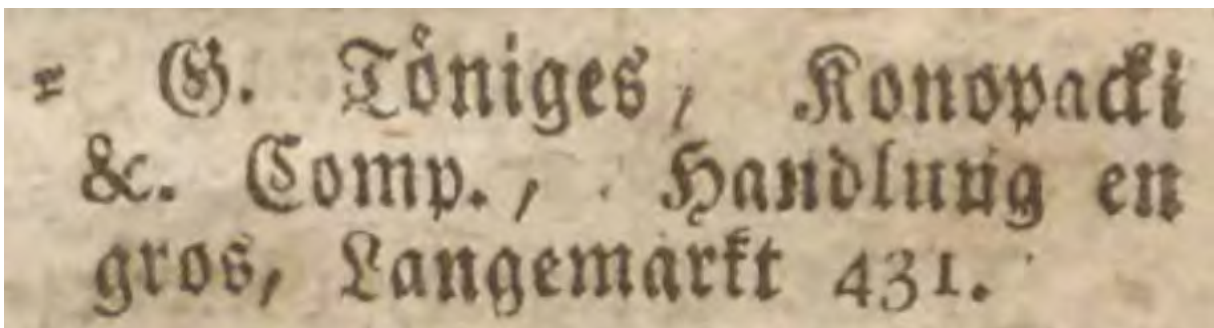 = G. Töniges, Konopacki
&c. Comp., Handlung en
gros, Langemarkt 431.